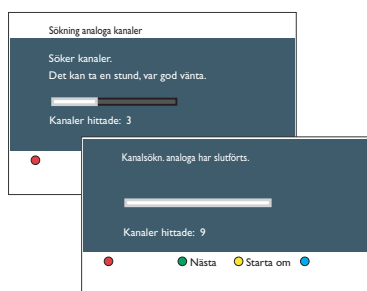 Sökning analoga kanaler
Söker kanaler.
Det kan ta en stund, var god vänta.
Kanaler hittade: 3
Kanalsökn. analoga har slutförts.
Kanaler hittade: 9
Nästa Starta om